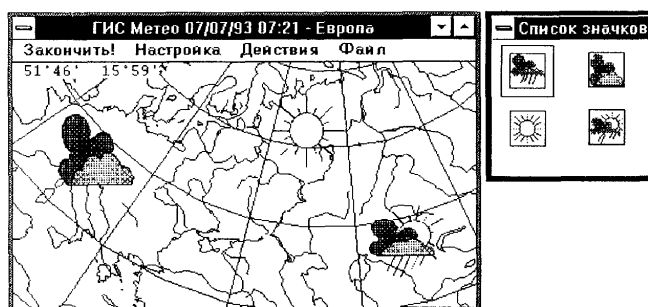 ГИС Метео 07/07/93 07:21 - Европа
Закончить! Настройка Действия Файл
51°46' 15°59'
Список значков